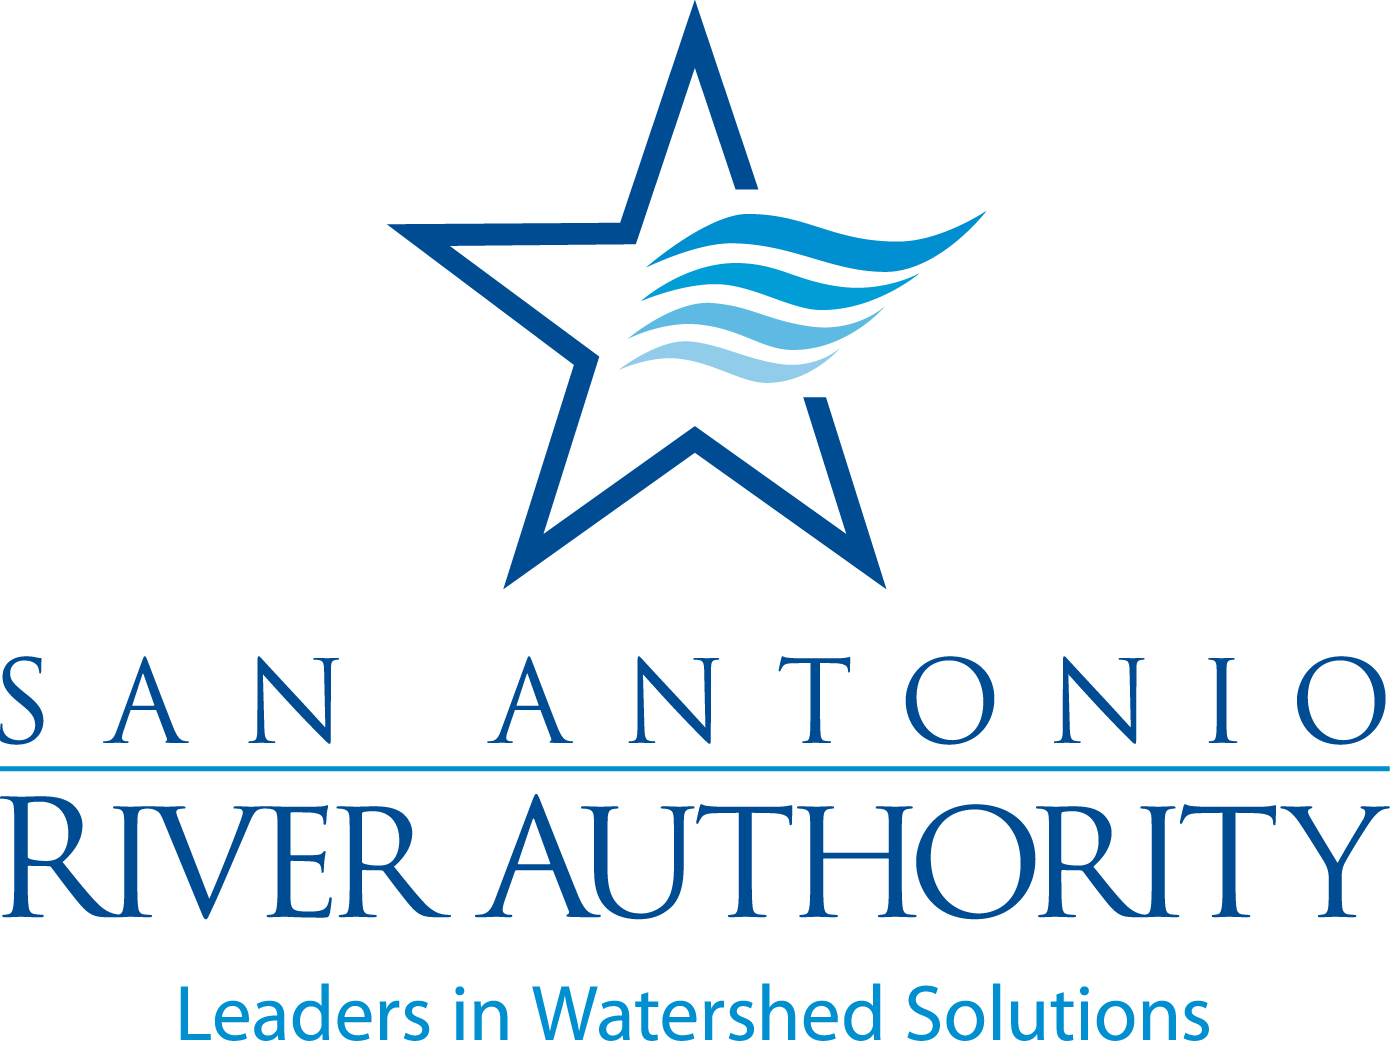 SAN ANTONIO
RIVER AUTHORITY
Leaders in Watershed Solutions